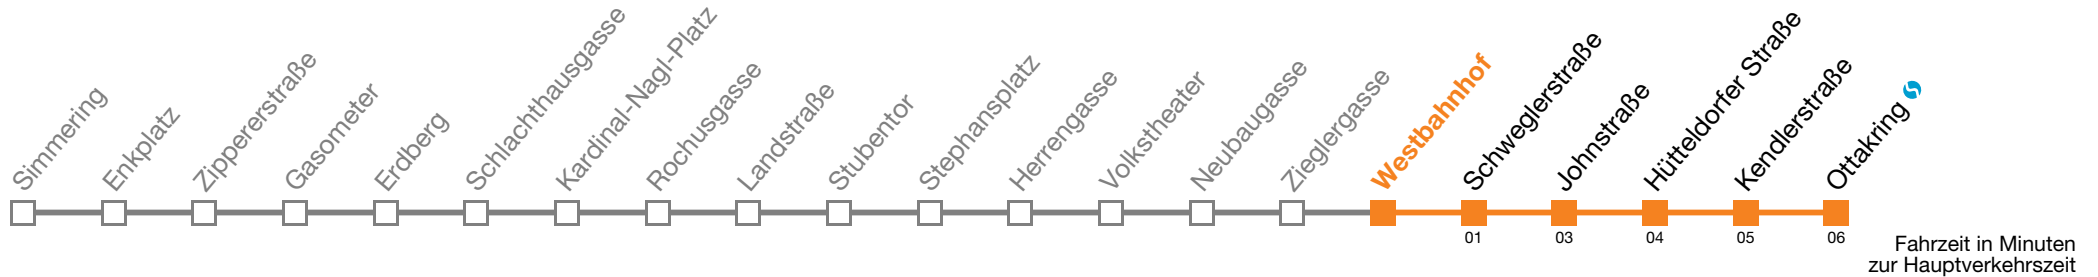 Simmering
Enkplatz
Zippererstraße
Gasometer
Erdberg
Schlachthausgasse
Kardinal-Nagl-Platz
Rochusgasse
Landstraße
Stubentor
Stephansplatz
Herrengasse
Volkstheater
Neubaugasse
Zieglergasse
Westbahnhof
Schweglerstraße
Johnstraße
Hütteldorfer Straße
Kendlerstraße
Ottakring
01
03
04
05
06
Fahrzeit in Minuten
zur Hauptverkehrszeit